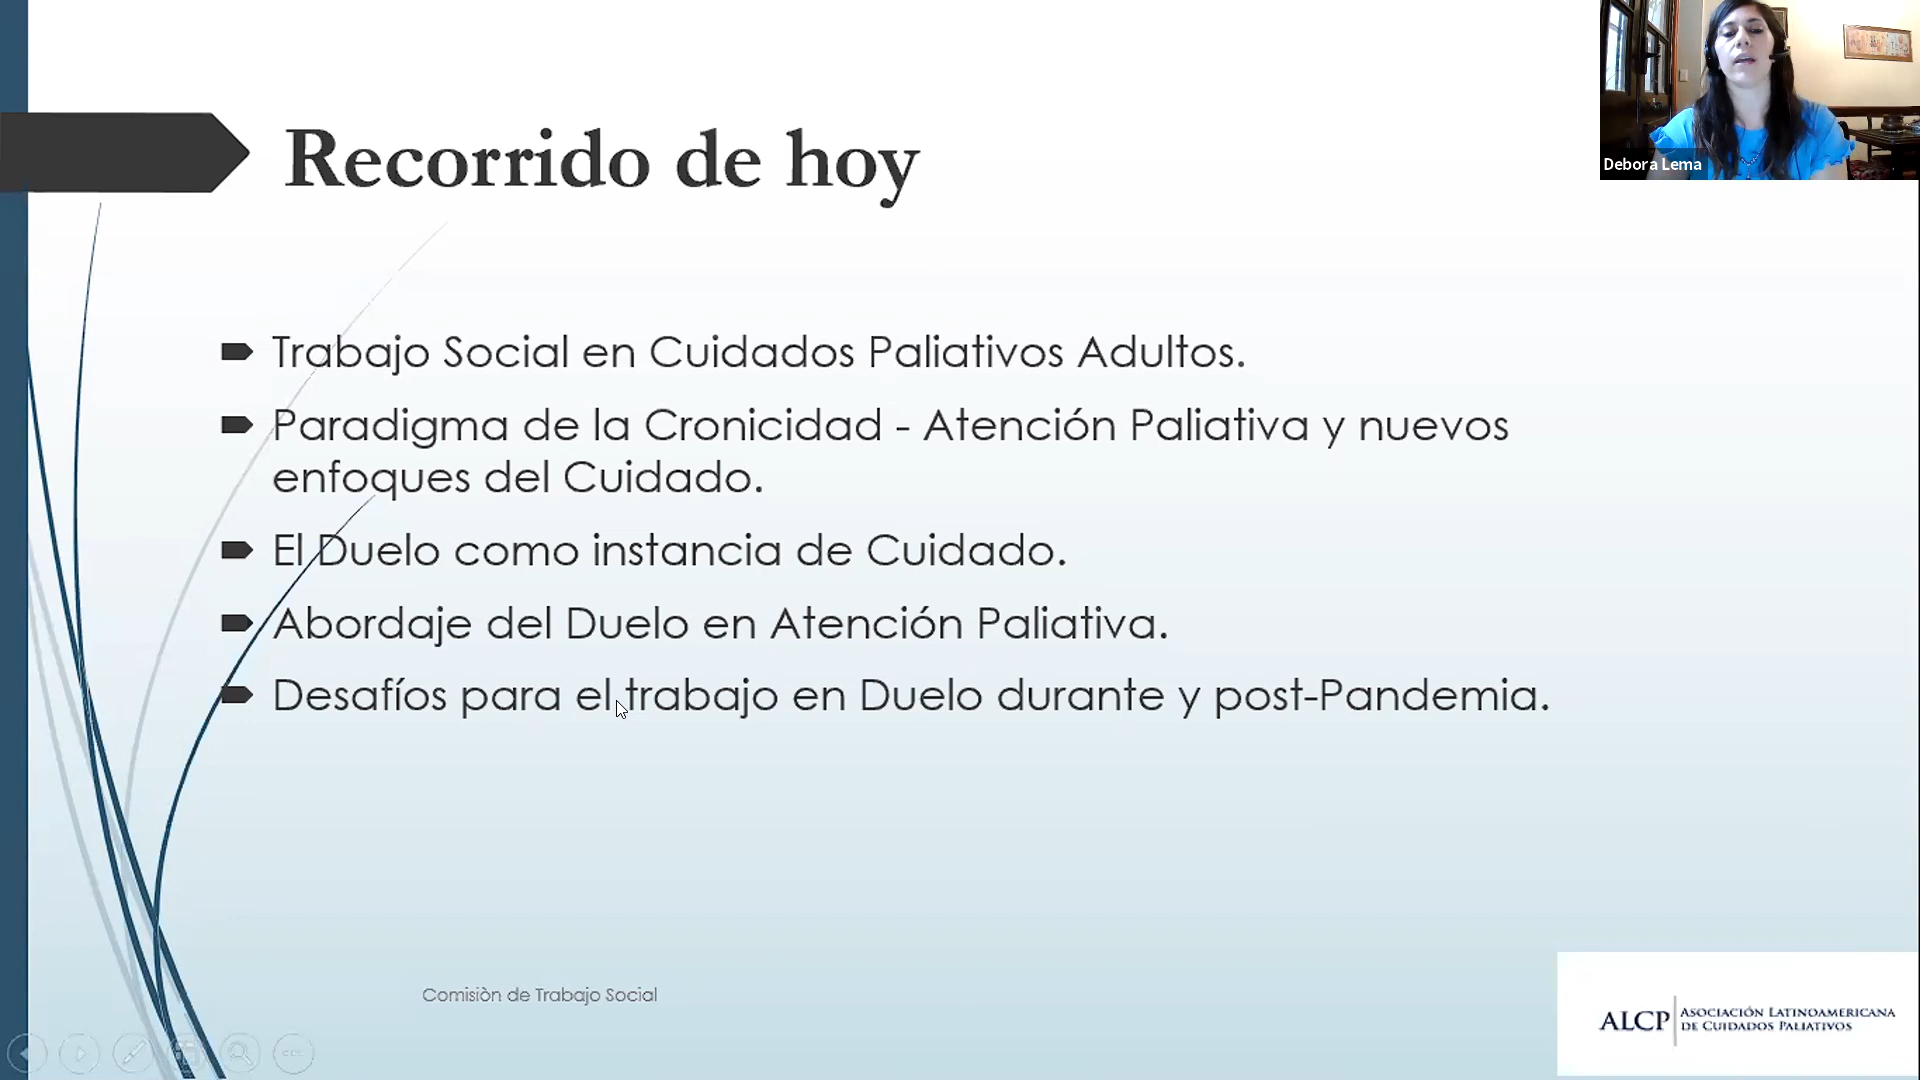 Recorrido de hoy
Debora Lema
Trabajo Social en Cuidados Paliativos Adultos.
Paradigma de la Cronicidad - Atención Paliativa y nuevos
enfoques del Cuidado.
El Duelo como instancia de Cuidado.
Abordaje del Duelo en Atención Paliativa.
Desafíos para el trabajo en Duelo durante y post-Pandemia.
Comisiòn de Trabajo Social
ALCP
ASOCIACIÓN LATINOAMERICANA
DE CUIDADOS PALIATIVOS